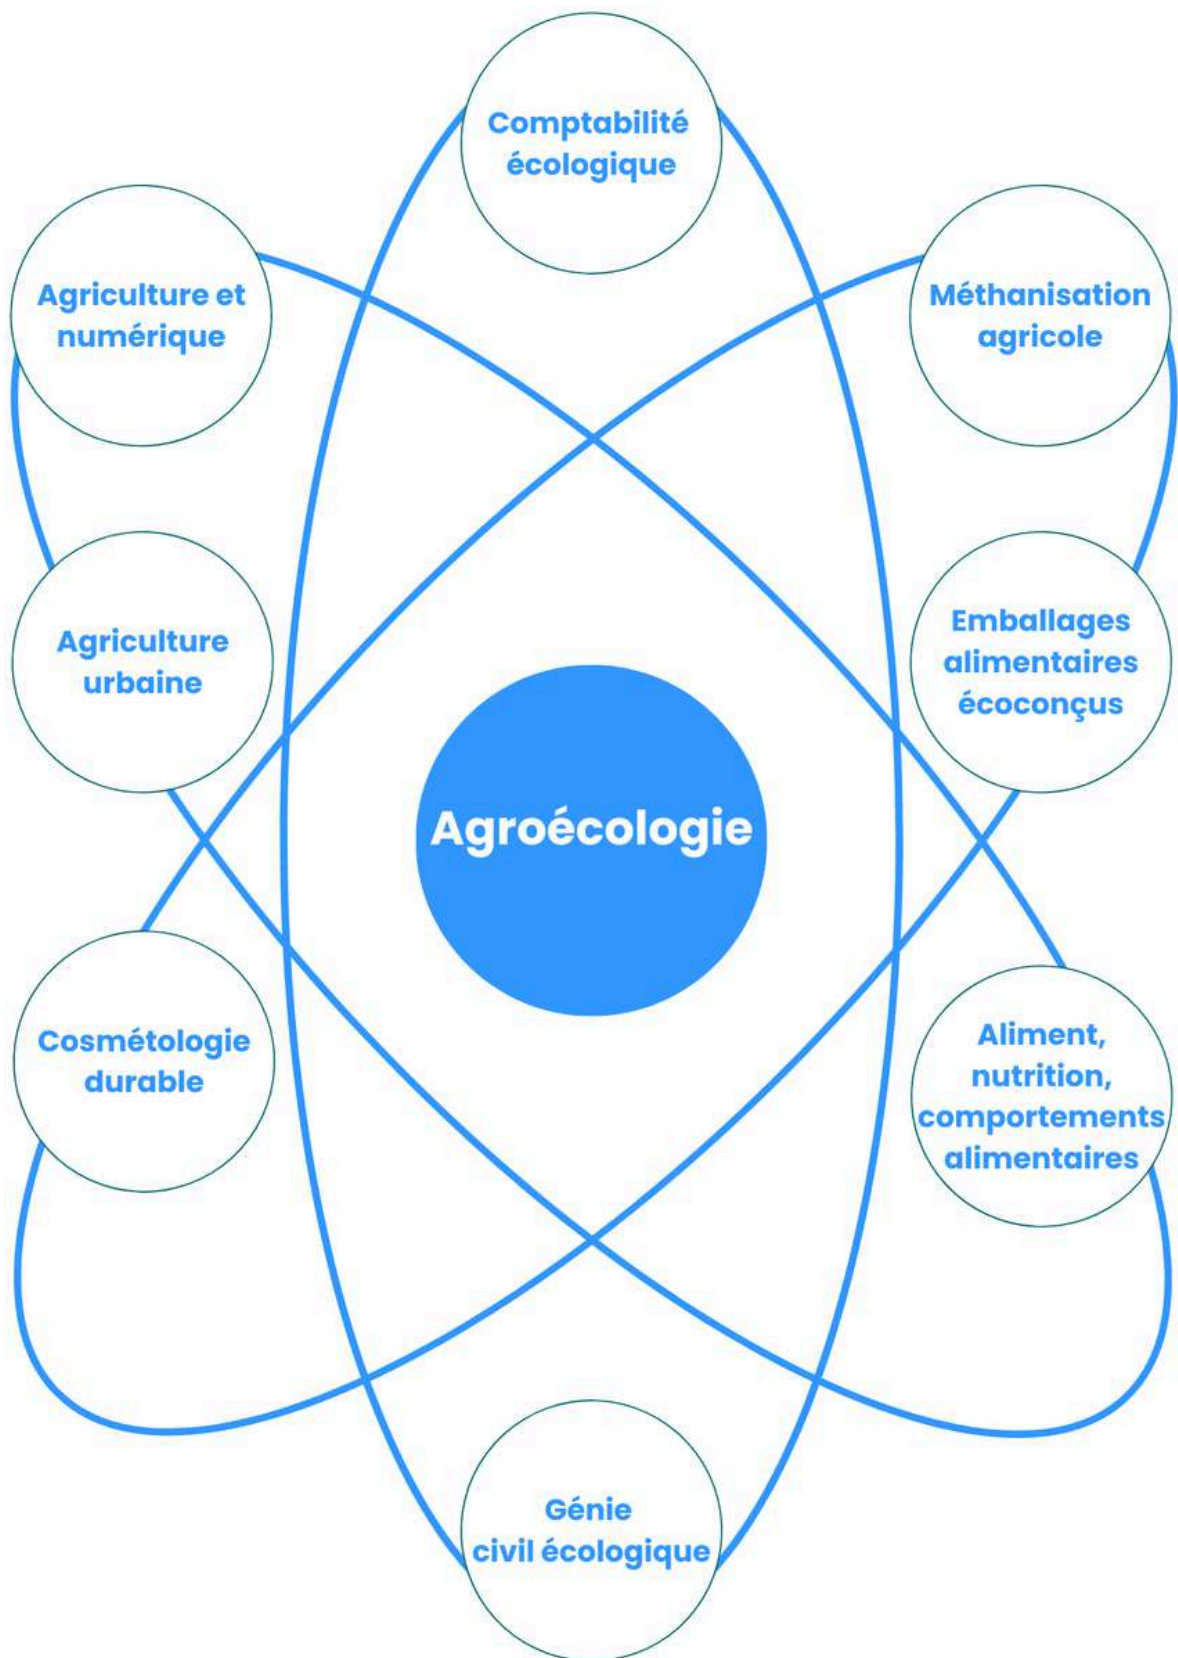 Comptabilité
écologique
Agriculture et
numérique
Méthanisation
agricole
Agriculture
urbaine
Emballages
alimentaires
écoconçus
Agroécologie
Cosmétologie
durable
Aliment,
nutrition,
comportements
alimentaires
Génie
civil écologique